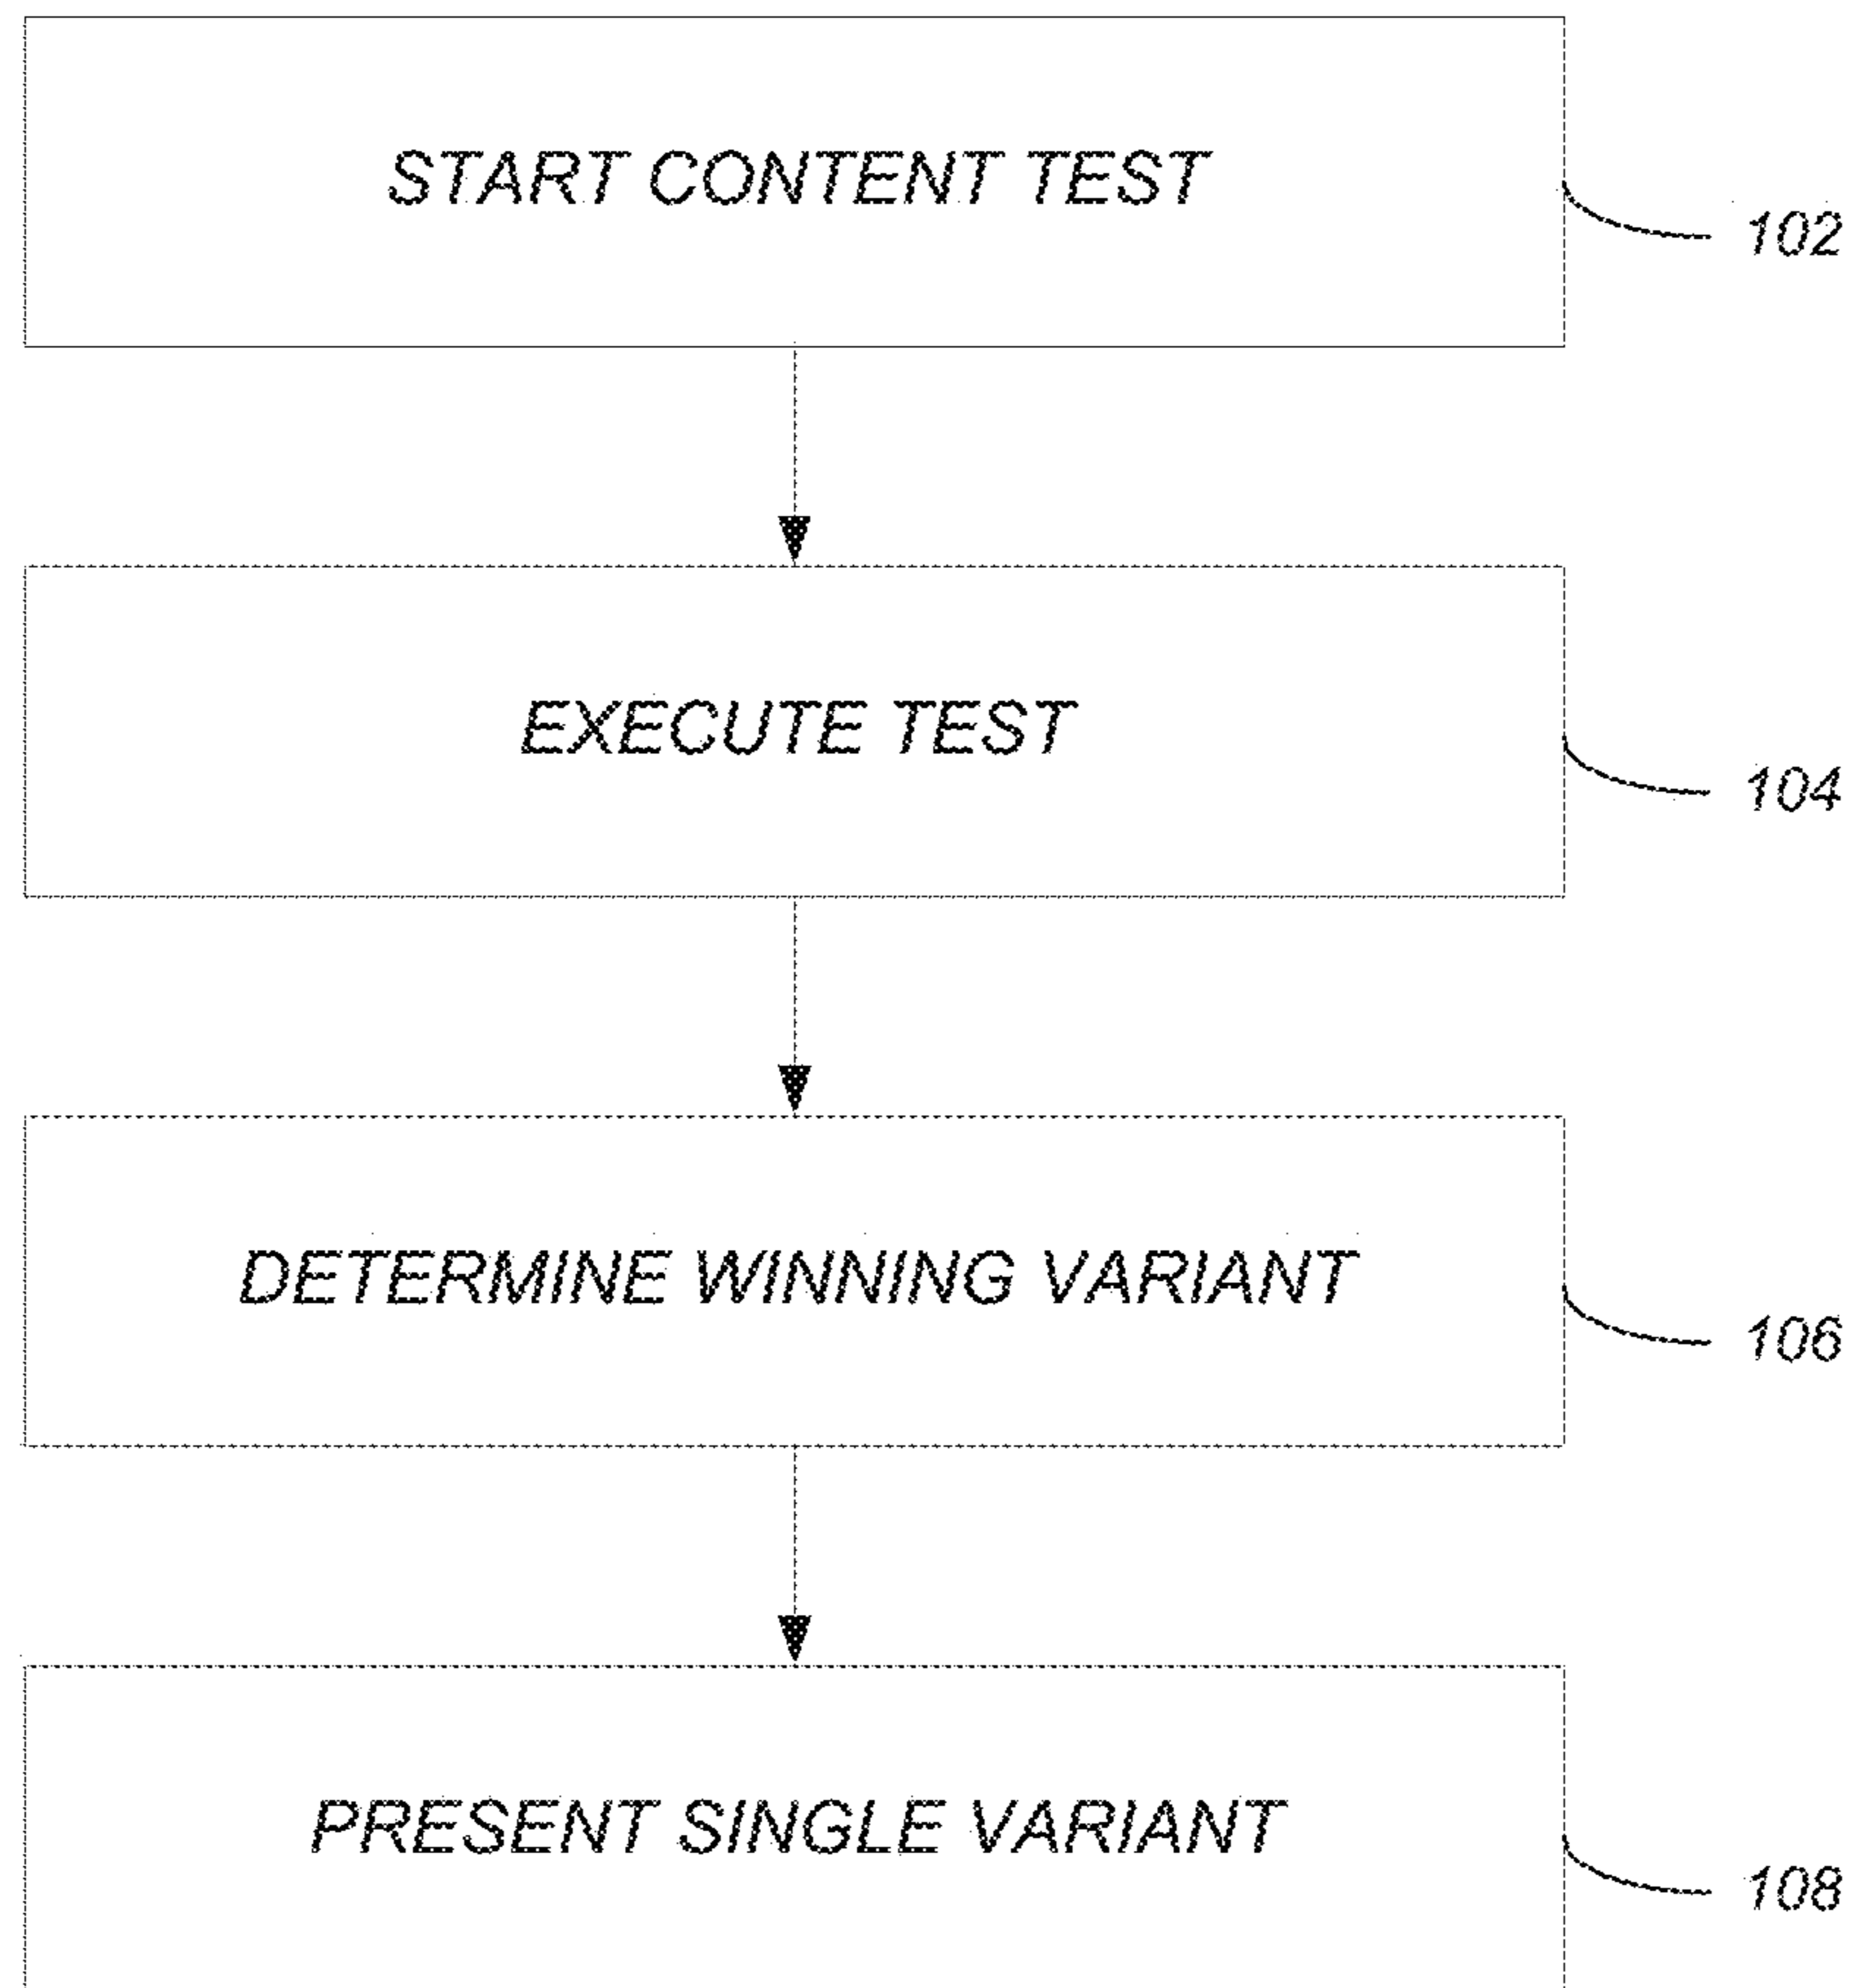 START CONTENT TEST
102
EXECUTE TEST
104
DETERMINE WINNING VARIANT
106
PRESENT SINGLE VARIANT
108